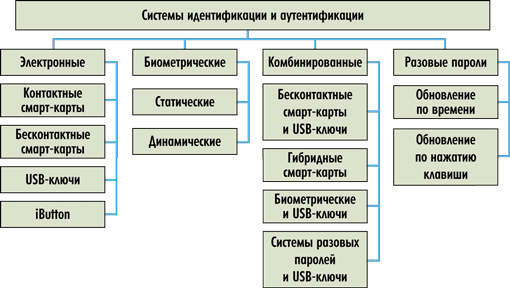 Системы идентификации и аутентификации
Электронные
Контактные
смарт-карты
Бесконтактные
смарт-карты
USB-ключи
iButton
Биометрические
Статические
Динамические
Комбинированные
Бесконтактные
смарт-карты
и USB-ключи
Гибридные
смарт-карты
Биометрические
и USB-ключи
Системы разовых
паролей
и USB-ключи
Разовые пароли
Обновление
по времени
Обновление
по нажатию
клавиши